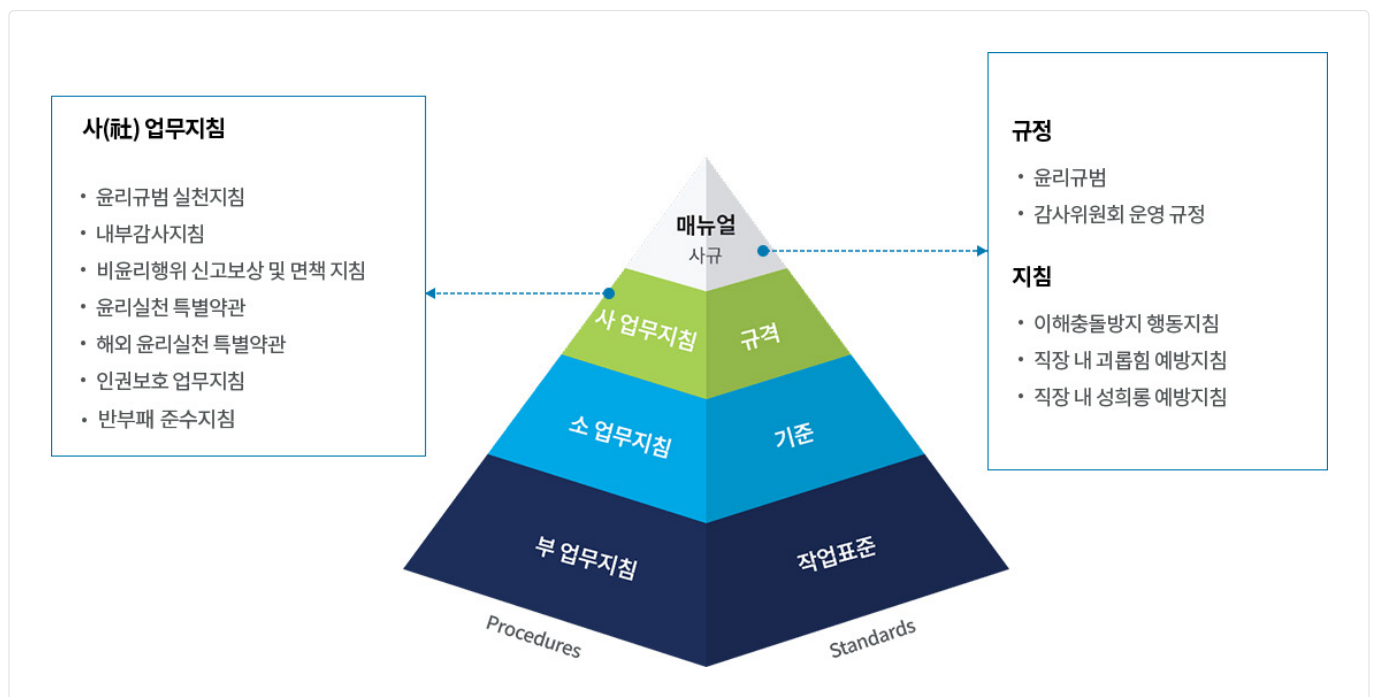 사(社) 업무지침
• 윤리규범 실천지침
• 내부감사지침
• 비윤리행위 신고보상 및 면책 지침
• 윤리실천 특별약관
• 해외 윤리실천 특별약관
• 인권보호 업무지침
• 반부패 준수지침
매뉴얼
사규
사 업무지침
규격
소 업무지침
기준
부 업무지침
작업표준
Procedures
Standards
규정
• 윤리규범
• 감사위원회 운영 규정
지침
• 이해충돌방지 행동지침
• 직장 내 괴롭힘 예방지침
• 직장 내 성희롱 예방지침